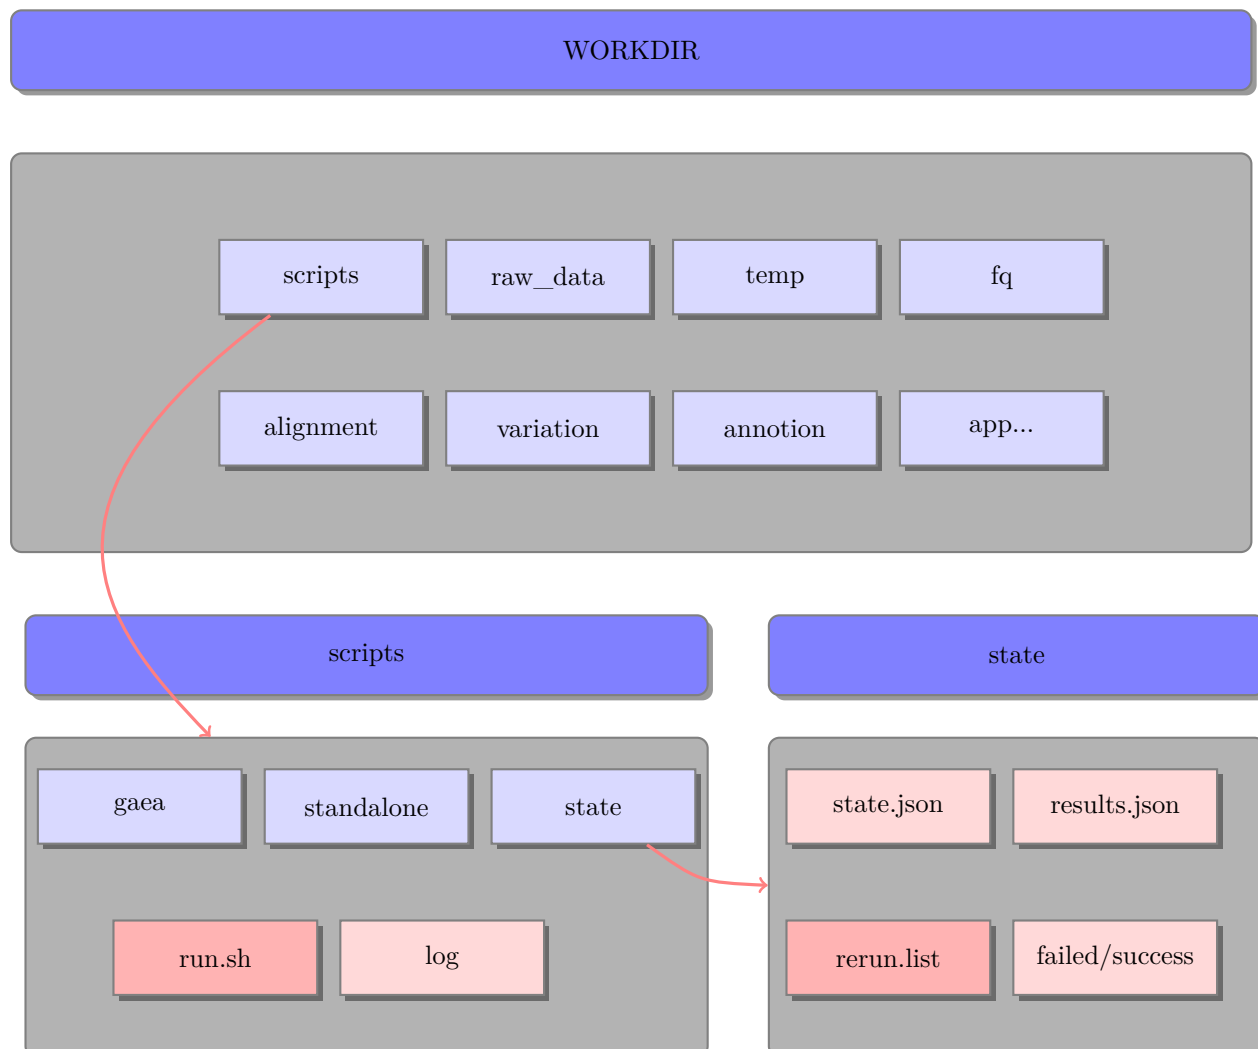 WORKDIR
scripts
raw_data
temp
fq
alignment
variation
annotion
app...
scripts
state
gaea
standalone
state
state.json
results.json
run.sh
log
rerun.list
failed/success